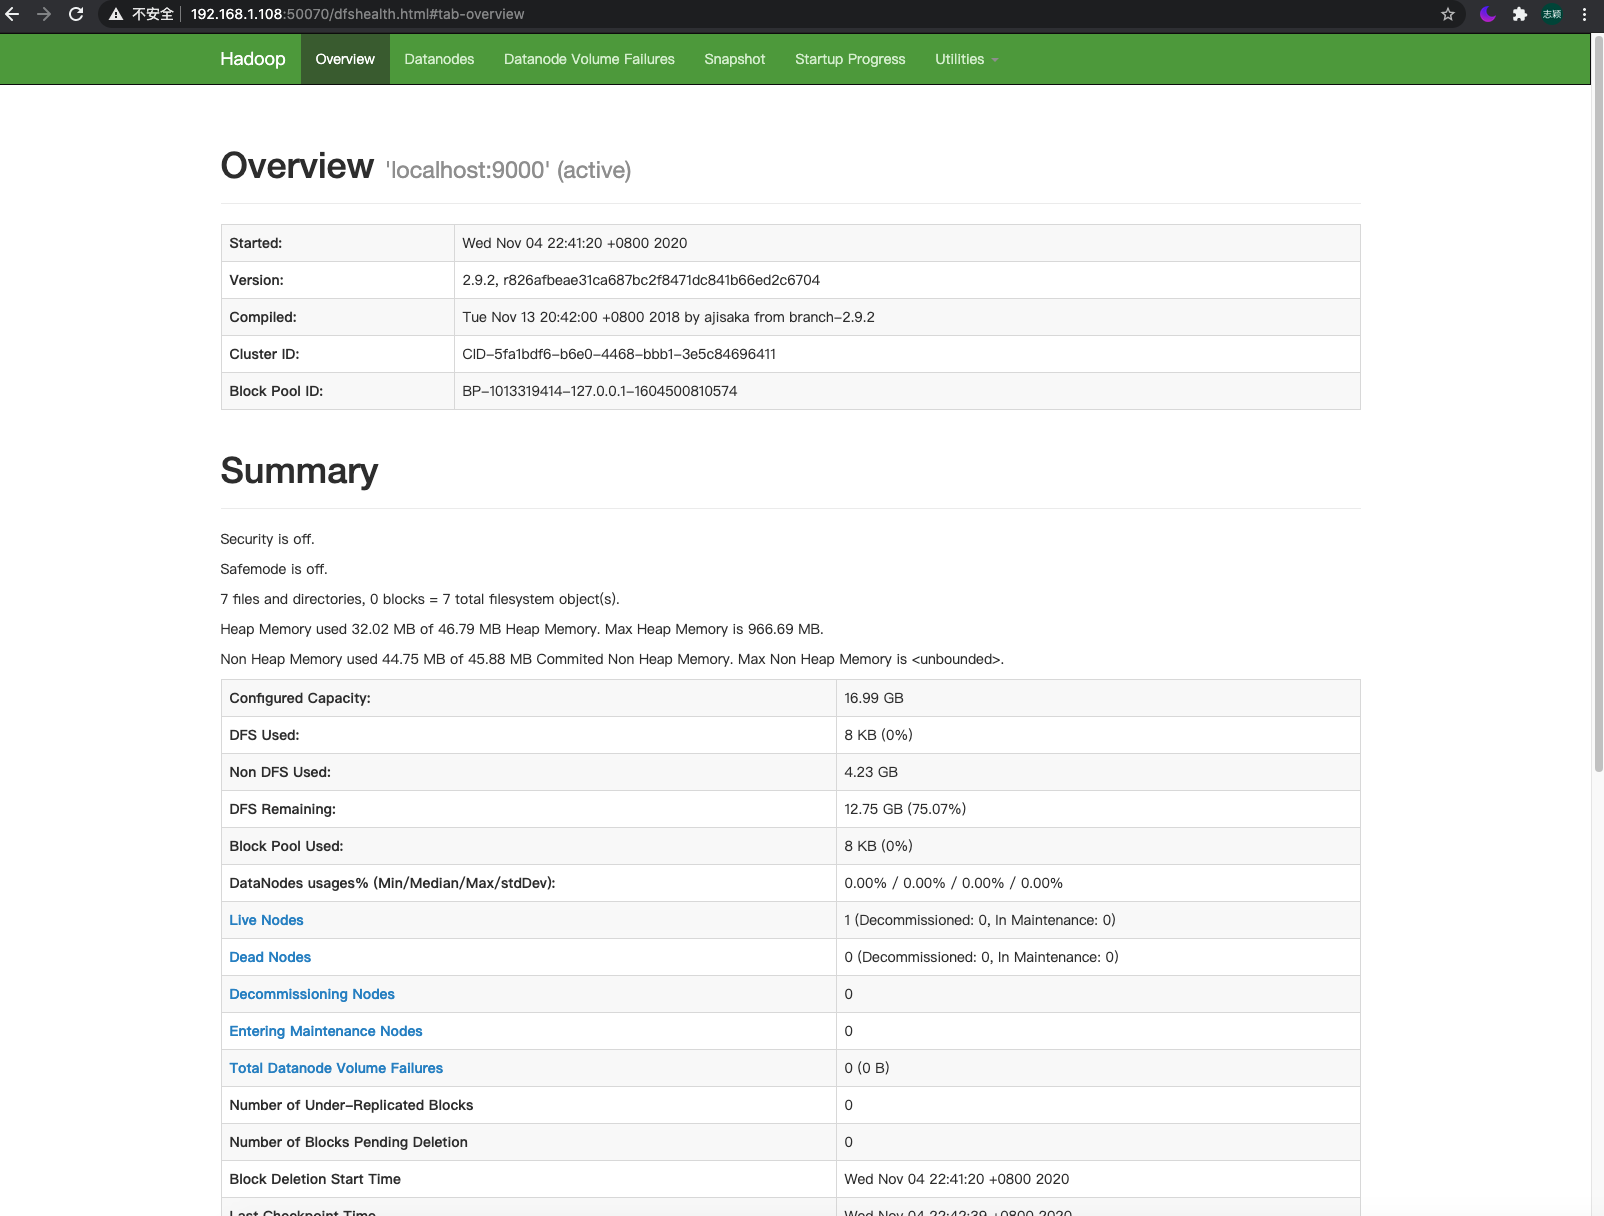 不安全 192.168.1.108:50070/dfshealth.html#tab-overview 志颖
Hadoop Overview Datanodes Datanode Volume Failures Snapshot Startup Progress Utilities
Overview 'localhost:9000' (active)
Started: Wed Nov 04 22:41:20 +0800 2020
Version: 2.9.2, r826afbeae31ca687bc2f8471dc841b66ed2c6704
Compiled: Tue Nov 13 20:42:00 +0800 2018 by ajisaka from branch-2.9.2
Cluster ID: CID-5fa1bdf6-b6e0-4468-bbb1-3e5c84696411
Block Pool ID: BP-1013319414-127.0.0.1-1604500810574
Summary
Security is off.
Safemode is off.
7 files and directories, 0 blocks = 7 total filesystem object(s).
Heap Memory used 32.02 MB of 46.79 MB Heap Memory. Max Heap Memory is 966.69 MB.
Non Heap Memory used 44.75 MB of 45.88 MB Commited Non Heap Memory. Max Non Heap Memory is <unbounded>.
Configured Capacity: 16.99 GB
DFS Used: 8 KB (0%)
Non DFS Used: 4.23 GB
DFS Remaining: 12.75 GB (75.07%)
Block Pool Used: 8 KB (0%)
DataNodes usages% (Min/Median/Max/stdDev): 0.00% / 0.00% / 0.00% / 0.00%
Live Nodes 1 (Decommissioned: 0, In Maintenance: 0)
Dead Nodes 0 (Decommissioned: 0, In Maintenance: 0)
Decommissioning Nodes 0
Entering Maintenance Nodes 0
Total Datanode Volume Failures 0 (0 B)
Number of Under-Replicated Blocks 0
Number of Blocks Pending Deletion 0
Block Deletion Start Time Wed Nov 04 22:41:20 +0800 2020
Last Checkpoint Time Wed Nov 04 22:42:39 +0800 2020